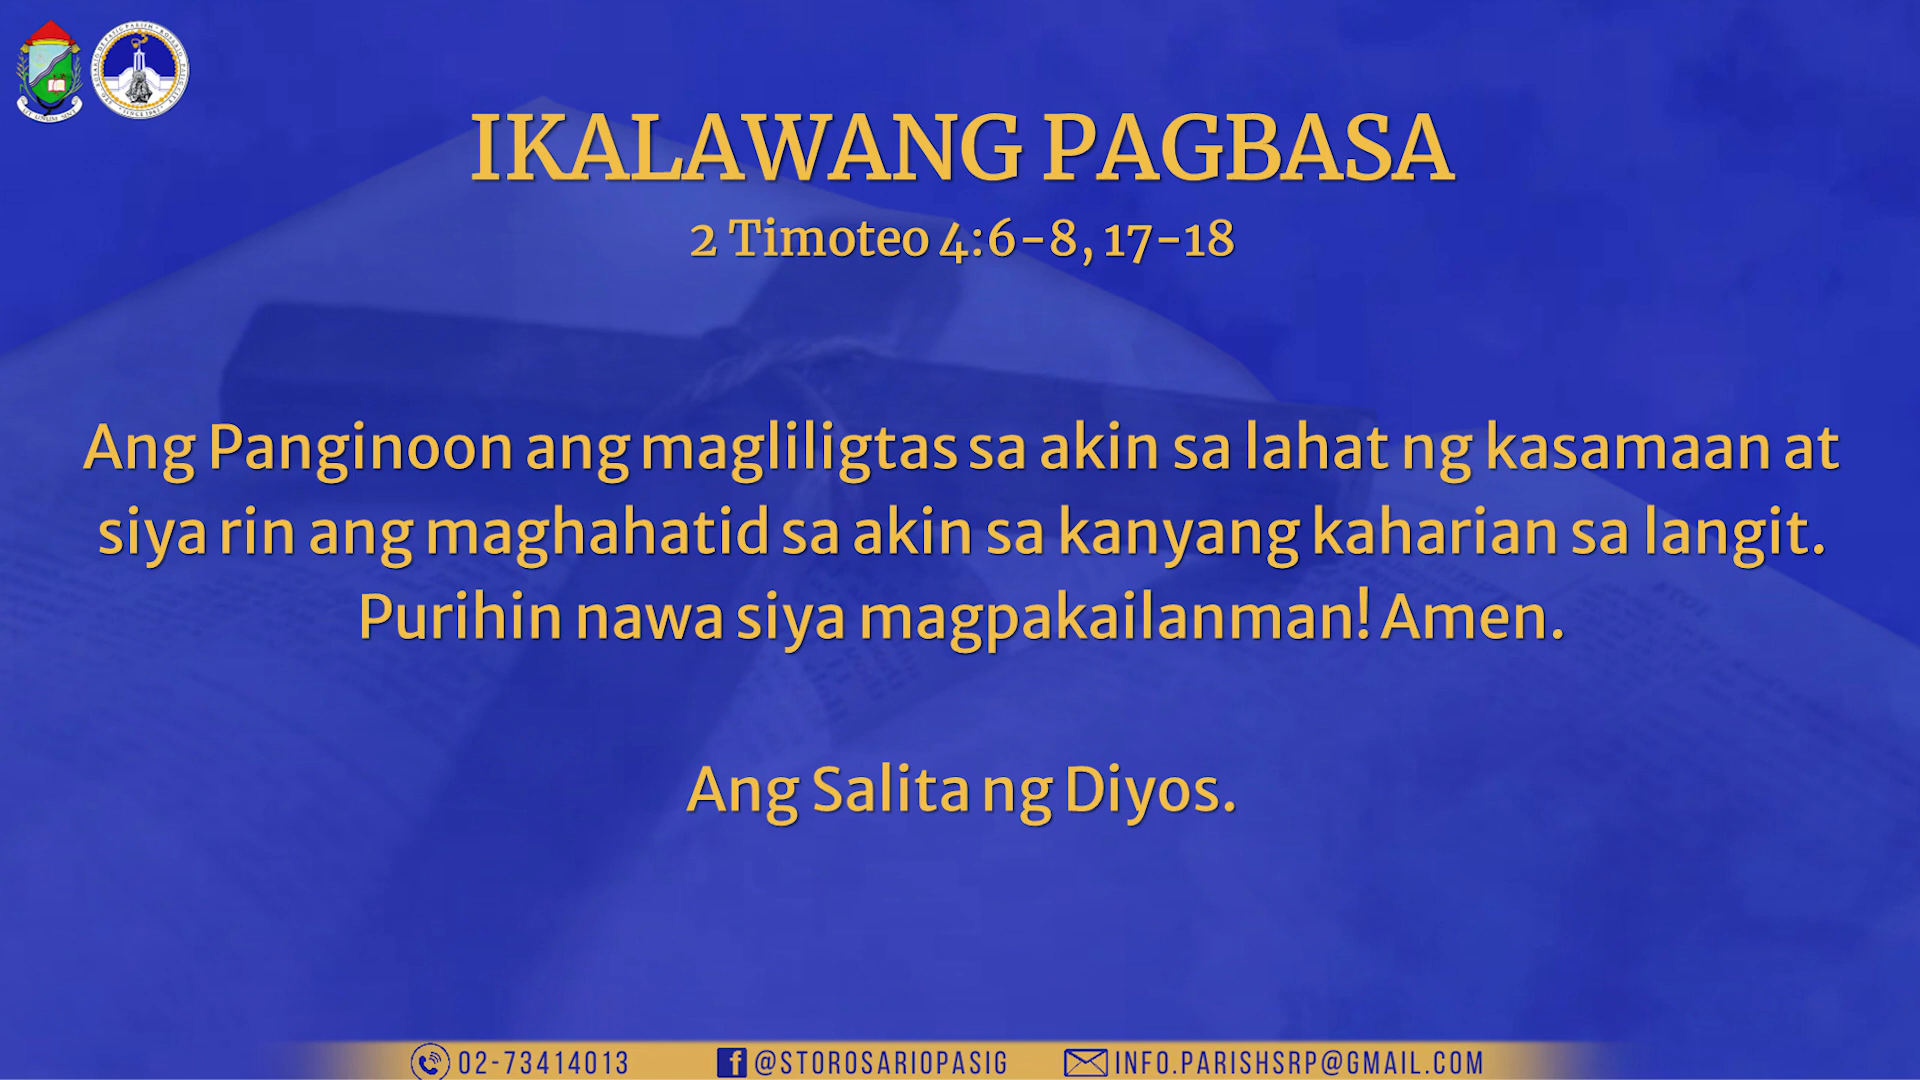 IKALAWANG PAGBASA
2 Timoteo 4:6-8, 17-18
Ang Panginoon ang magliligtas sa akin sa lahat ng kasamaan at
siya rin ang maghahatid sa akin sa kanyang kaharian sa langit.
Purihin nawa siya magpakailanman! Amen.
Ang Salita ng Diyos.
02-73414013 @STOROSARIOPASIG INFO.PARISHSRP@GMAIL.COM